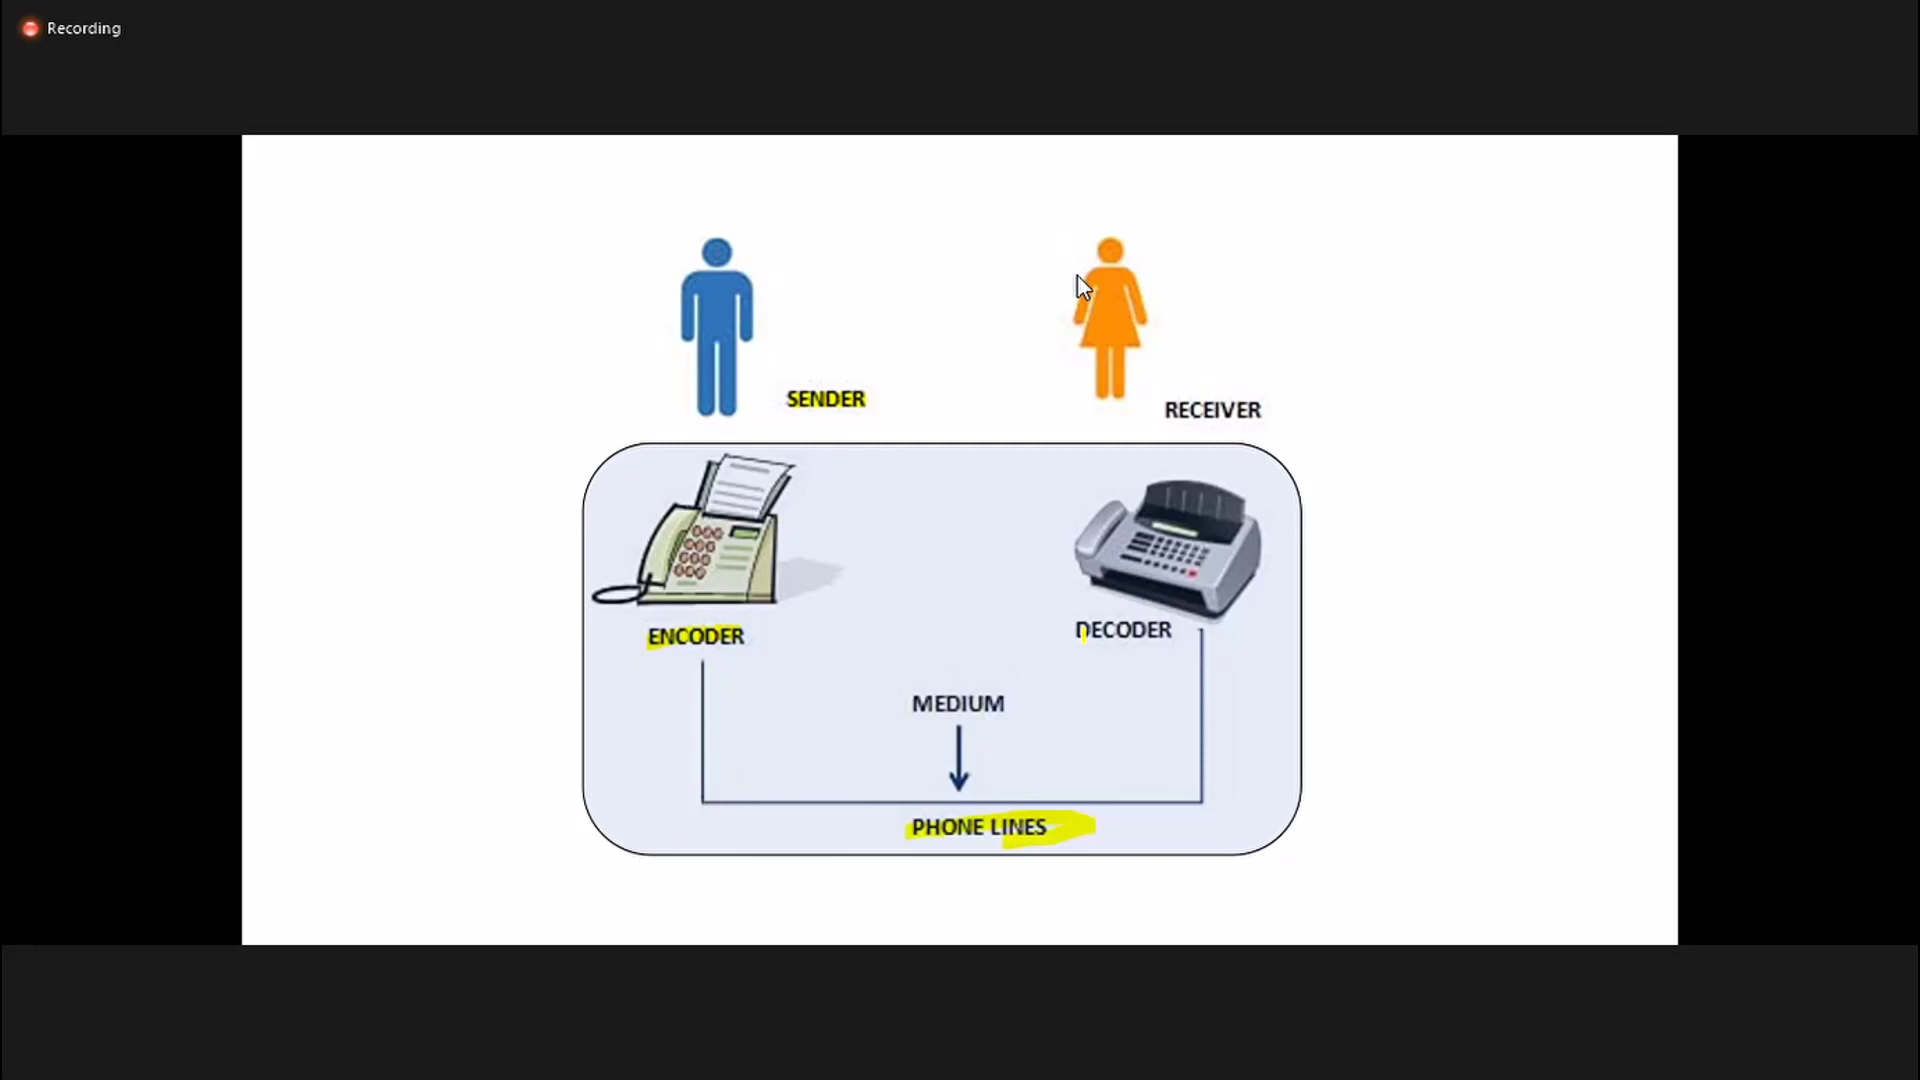 Recording
SENDER
RECEIVER
ENCODER
DECODER
MEDIUM
PHONE LINES